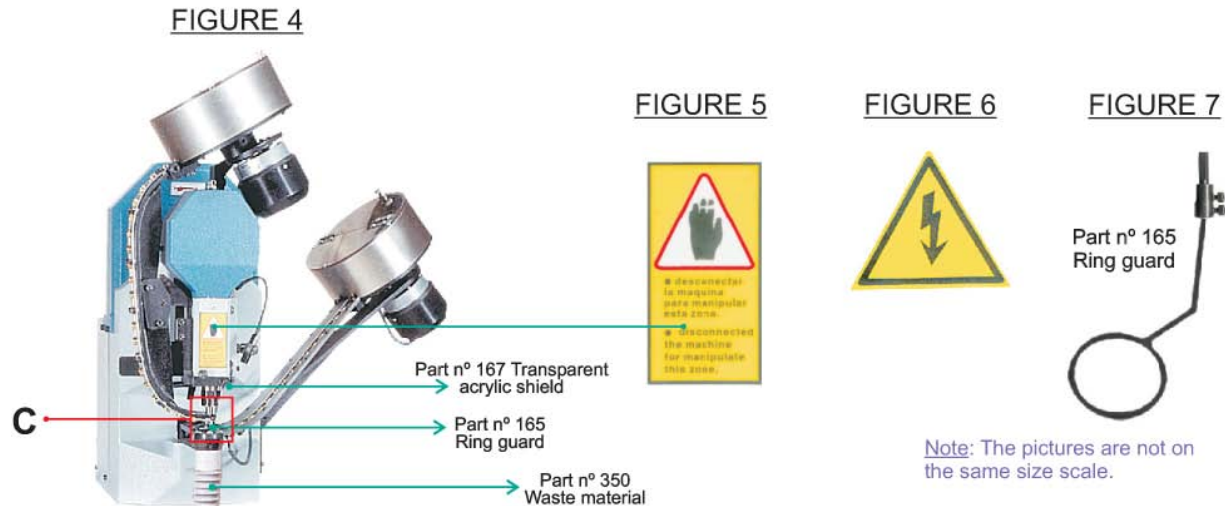 FIGURE 4
FIGURE 5
FIGURE 6
FIGURE 7
desconectar
la maquina
para manipular
esta zona.
disconnected
the machine
for manipulate
this zone.
Part nº 165
Ring guard
Part nº 167 Transparent
acrylic shield
C
Part nº 165
Ring guard
Part nº 350
Waste material
Note: The pictures are not on
the same size scale.